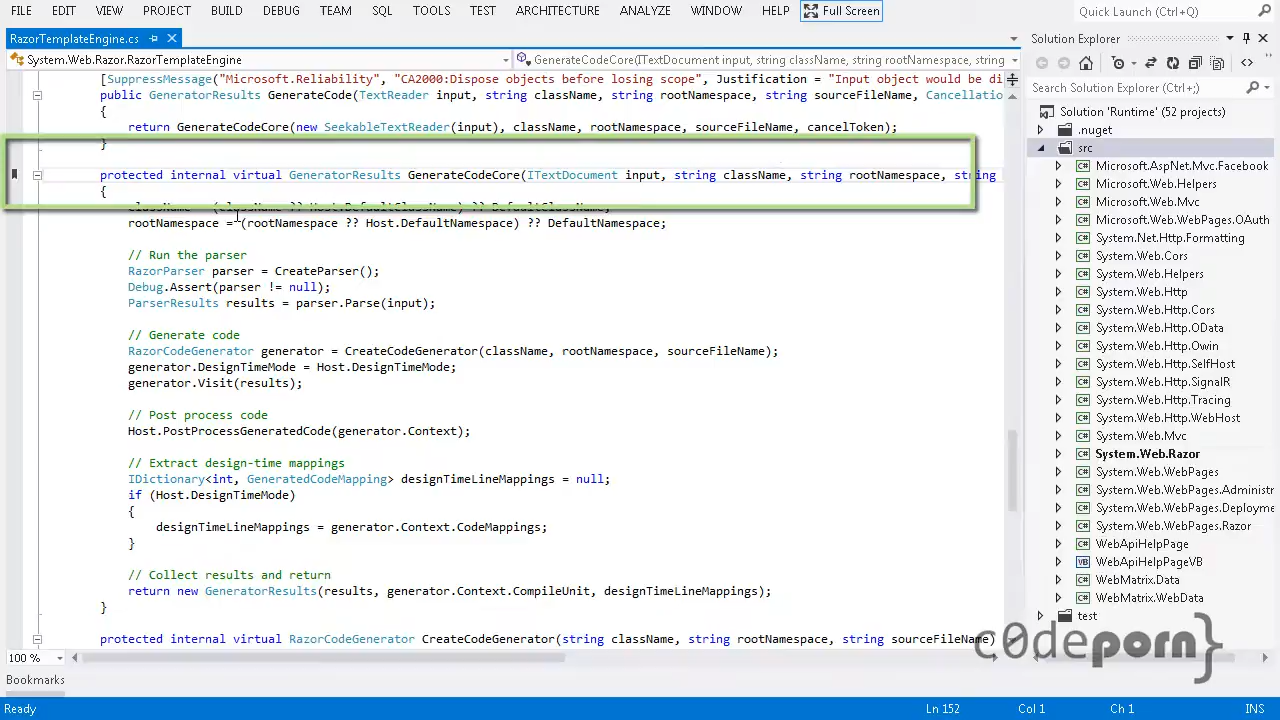 FILE EDIT VIEW PROJECT BUILD DEBUG TEAM SQL TOOLS TEST ARCHITECTURE ANALYZE WINDOW HELP Full Screen Quick Launch (Ctrl+Q)
RazorTemplateEngine.cs
System.Web.Razor.RazorTemplateEngine GenerateCodeCore(ITextDocument input, string className, string rootNamespace, string
[SuppressMessage("Microsoft.Reliability", "CA2000:Dispose objects before losing scope", Justification = "Input object would be di
public GeneratorResults GenerateCode(TextReader input, string className, string rootNamespace, string sourceFileName, Cancellatio
{
return GenerateCodeCore(new SeekableTextReader(input), className, rootNamespace, sourceFileName, cancelToken);
}
protected internal virtual GeneratorResults GenerateCodeCore(ITextDocument input, string className, string rootNamespace, string
{
className = (className ?? Host.DefaultClassName) ?? DefaultClassName;
rootNamespace = (rootNamespace ?? Host.DefaultNamespace) ?? DefaultNamespace;
// Run the parser
RazorParser parser = CreateParser();
Debug.Assert(parser != null);
ParserResults results = parser.Parse(input);
// Generate code
RazorCodeGenerator generator = CreateCodeGenerator(className, rootNamespace, sourceFileName);
generator.DesignTimeMode = Host.DesignTimeMode;
generator.Visit(results);
// Post process code
Host.PostProcessGeneratedCode(generator.Context);
// Extract design-time mappings
IDictionary<int, GeneratedCodeMapping> designTimeLineMappings = null;
if (Host.DesignTimeMode)
{
designTimeLineMappings = generator.Context.CodeMappings;
}
// Collect results and return
return new GeneratorResults(results, generator.Context.CompileUnit, designTimeLineMappings);
}
protected internal virtual RazorCodeGenerator CreateCodeGenerator(string className, string rootNamespace, string sourceFileName)
100 %
Bookmarks
Solution Explorer
Search Solution Explorer (Ctrl+;)
Solution 'Runtime' (52 projects)
.nuget
src
Microsoft.AspNet.Mvc.Facebook
Microsoft.Web.Helpers
Microsoft.Web.Mvc
Microsoft.Web.WebPages.OAuth
System.Net.Http.Formatting
System.Web.Cors
System.Web.Helpers
System.Web.Http
System.Web.Http.Cors
System.Web.Http.OData
System.Web.Http.Owin
System.Web.Http.SelfHost
System.Web.Http.SignalR
System.Web.Http.Tracing
System.Web.Http.WebHost
System.Web.Mvc
System.Web.Razor
System.Web.WebPages
System.Web.WebPages.Administr
System.Web.WebPages.Deployme
System.Web.WebPages.Razor
WebApiHelpPage
WebApiHelpPageVB
WebMatrix.Data
WebMatrix.WebData
test
c0deporn}
Ready Ln 152 Col 1 Ch 1 INS